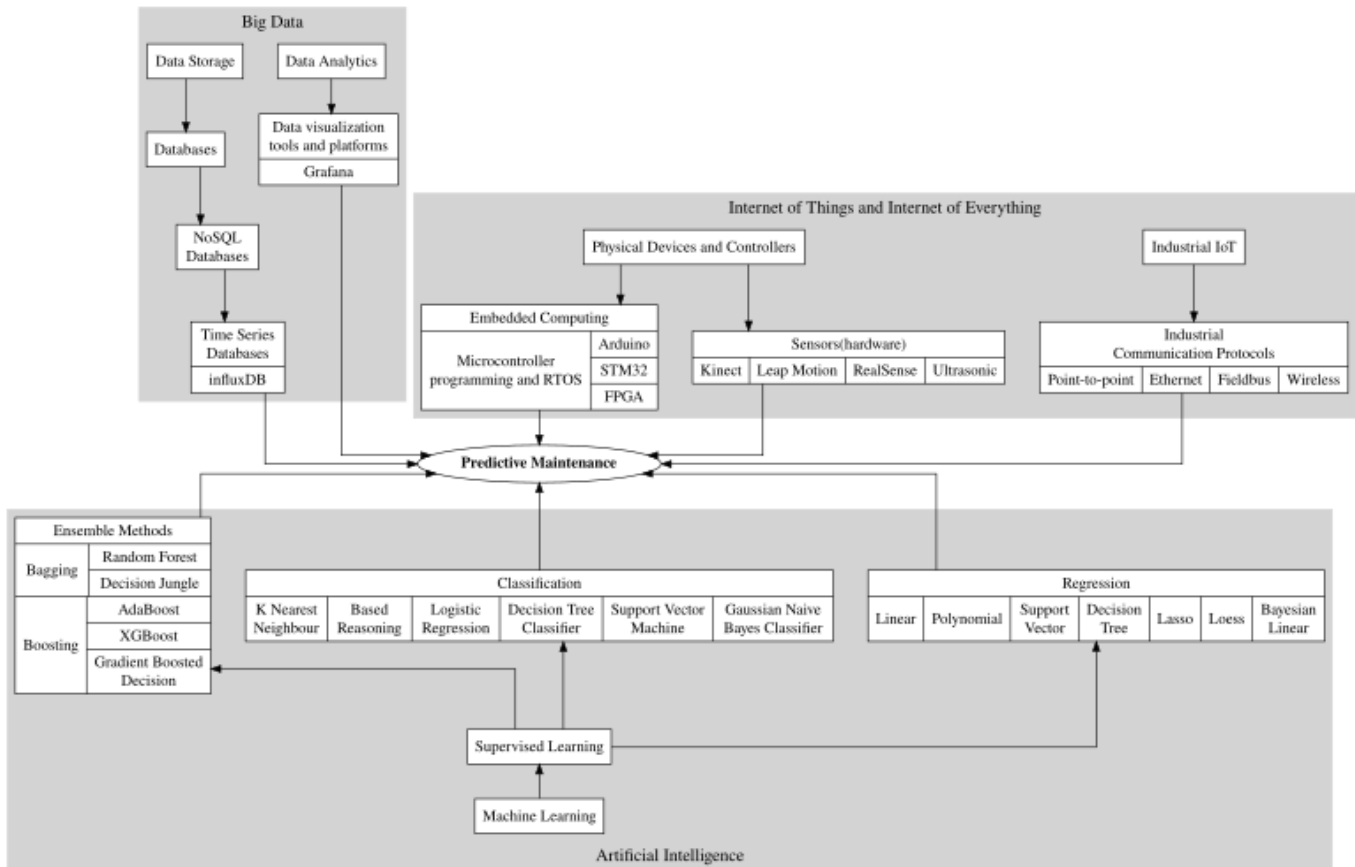 Big Data
Data Storage
Data Analytics
Databases
Data visualization
tools and platforms
Grafana
NoSQL
Databases
Time Series
Databases
influxDB
Internet of Things and Internet of Everything
Physical Devices and Controllers
Industrial IoT
Embedded Computing
Microcontroller
programming and RTOS
Arduino
STM32
FPGA
Sensors(hardware)
Kinect
Leap Motion
RealSense
Ultrasonic
Industrial
Communication Protocols
Point-to-point
Ethernet
Fieldbus
Wireless
Predictive Maintenance
Ensemble Methods
Bagging
Random Forest
Decision Jungle
Boosting
AdaBoost
XGBoost
Gradient Boosted
Decision
Classification
K Nearest
Neighbour
Based
Reasoning
Logistic
Regression
Decision Tree
Classifier
Support Vector
Machine
Gaussian Naive
Bayes Classifier
Regression
Linear
Polynomial
Support
Vector
Decision
Tree
Lasso
Loess
Bayesian
Linear
Supervised Learning
Machine Learning
Artificial Intelligence